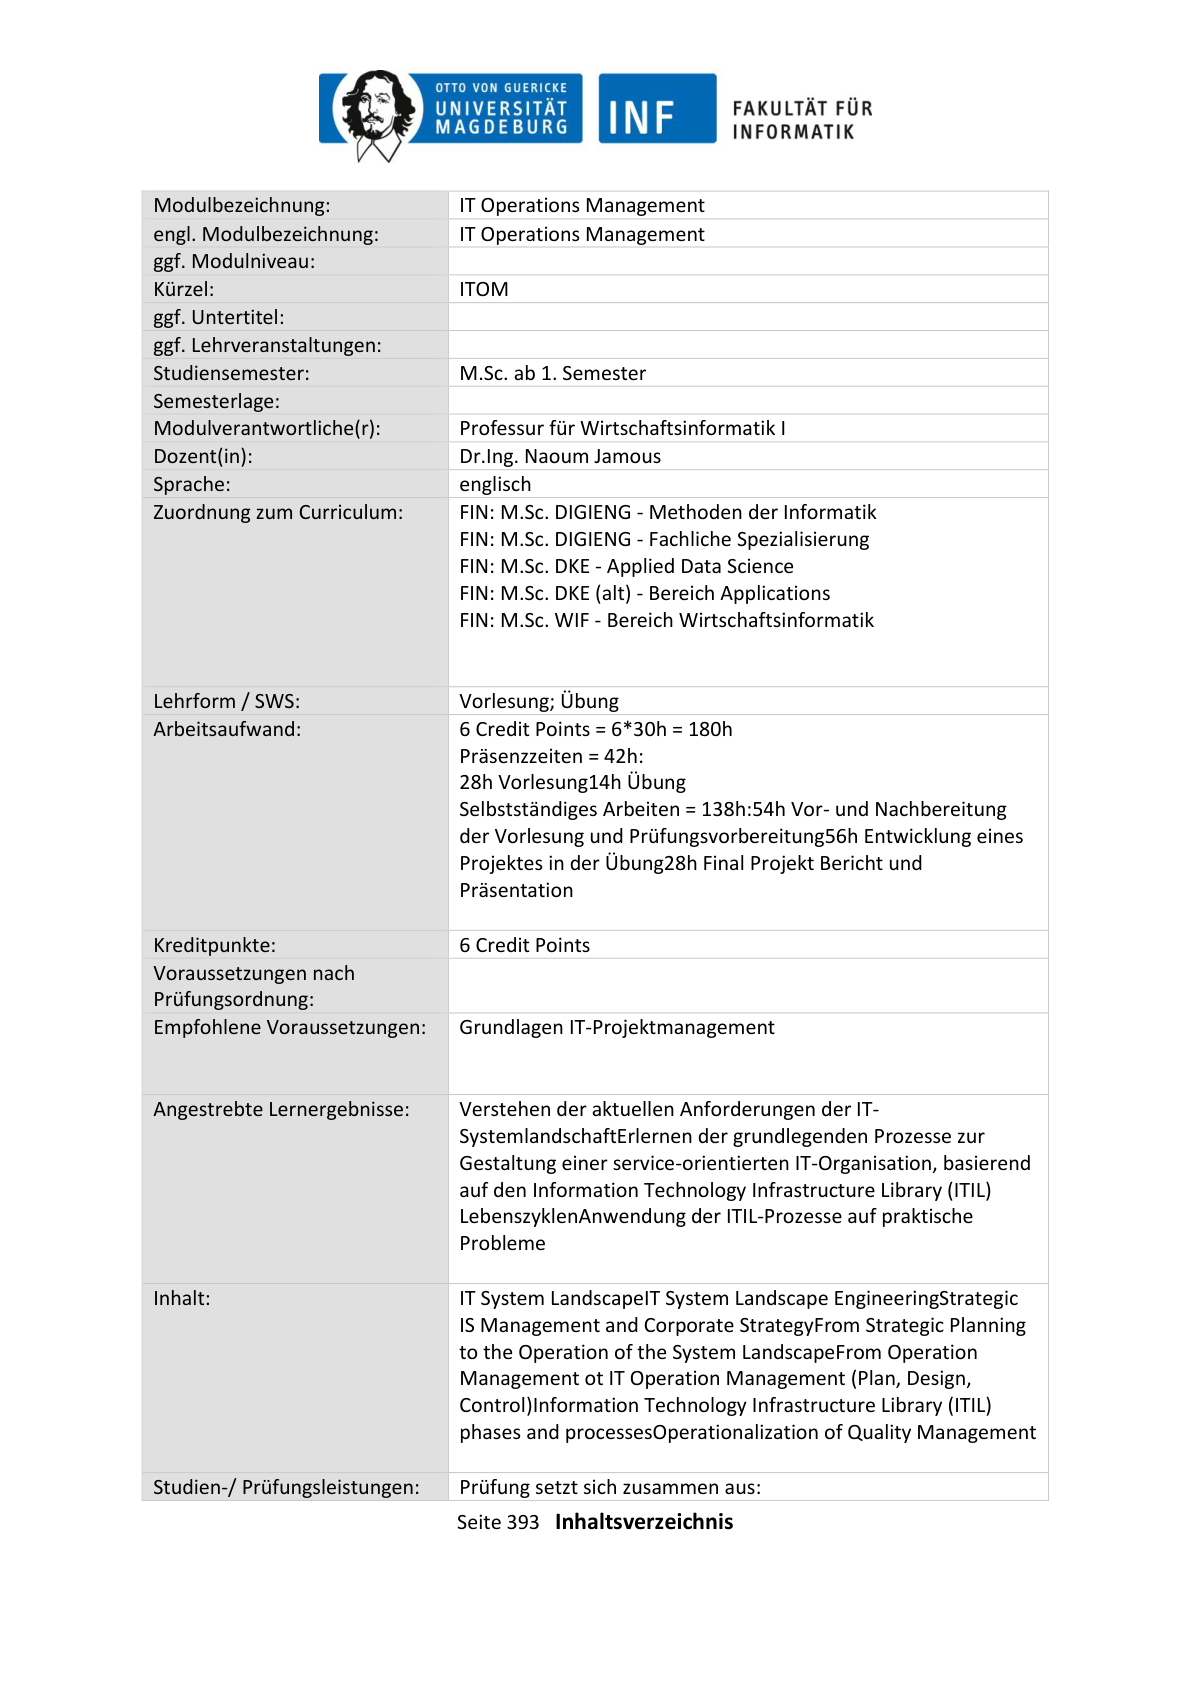 OTTO VON GUERICKE
UNIVERSITÄT
MAGDEBURG
INF
FAKULTÄT FÜR
INFORMATIK
Modulbezeichnung: IT Operations Management
engl. Modulbezeichnung: IT Operations Management
ggf. Modulniveau:
Kürzel: ITOM
ggf. Untertitel:
ggf. Lehrveranstaltungen:
Studiensemester: M.Sc. ab 1. Semester
Semesterlage:
Modulverantwortliche(r): Professur für Wirtschaftsinformatik I
Dozent(in): Dr.Ing. Naoum Jamous
Sprache: englisch
Zuordnung zum Curriculum: FIN: M.Sc. DIGIENG - Methoden der Informatik
FIN: M.Sc. DIGIENG - Fachliche Spezialisierung
FIN: M.Sc. DKE - Applied Data Science
FIN: M.Sc. DKE (alt) - Bereich Applications
FIN: M.Sc. WIF - Bereich Wirtschaftsinformatik
Lehrform / SWS: Vorlesung; Übung
Arbeitsaufwand: 6 Credit Points = 6*30h = 180h
Präsenzzeiten = 42h:
28h Vorlesung14h Übung
Selbstständiges Arbeiten = 138h:54h Vor- und Nachbereitung
der Vorlesung und Prüfungsvorbereitung56h Entwicklung eines
Projektes in der Übung28h Final Projekt Bericht und
Präsentation
Kreditpunkte: 6 Credit Points
Voraussetzungen nach
Prüfungsordnung:
Empfohlene Voraussetzungen: Grundlagen IT-Projektmanagement
Angestrebte Lernergebnisse: Verstehen der aktuellen Anforderungen der IT-
SystemlandschaftErlernen der grundlegenden Prozesse zur
Gestaltung einer service-orientierten IT-Organisation, basierend
auf den Information Technology Infrastructure Library (ITIL)
LebenszyklenAnwendung der ITIL-Prozesse auf praktische
Probleme
Inhalt: IT System LandscapeIT System Landscape EngineeringStrategic
IS Management and Corporate StrategyFrom Strategic Planning
to the Operation of the System LandscapeFrom Operation
Management ot IT Operation Management (Plan, Design,
Control)Information Technology Infrastructure Library (ITIL)
phases and processesOperationalization of Quality Management
Studien-/ Prüfungsleistungen: Prüfung setzt sich zusammen aus:
Seite 393 Inhaltsverzeichnis